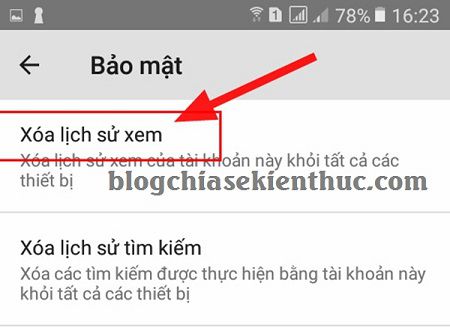 1 78% 16:23
Bảo mật
Xóa lịch sử xem
Xóa lịch sử xem của tài khoản này khỏi tất cả các
thiết bị
blogchiasekienthuc.com
Xóa lịch sử tìm kiếm
Xóa các tìm kiếm được thực hiện bằng tài khoản này
khỏi tất cả các thiết bị